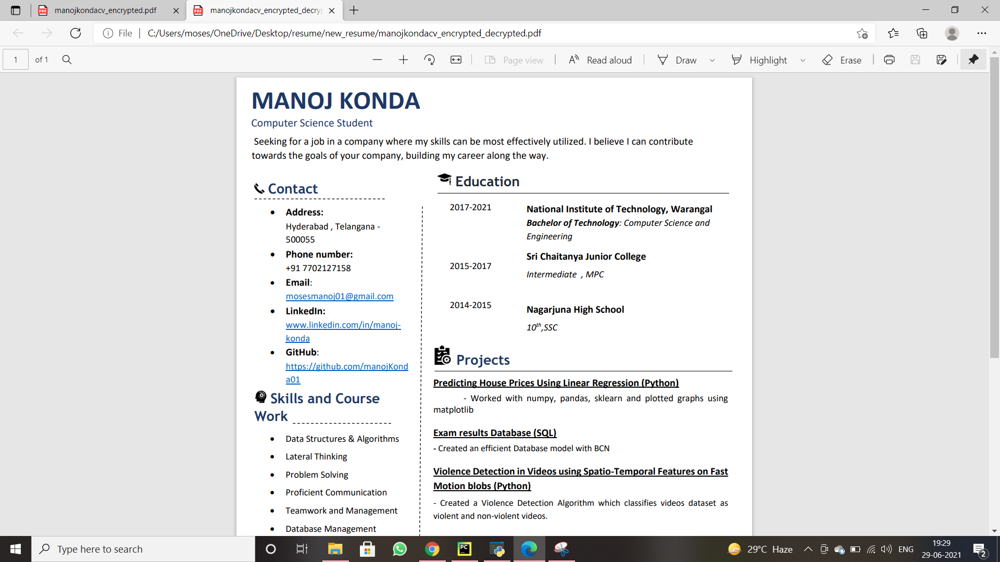 manojkondacv_encrypted.pdf
manojkondacv_encrypted_decry
File
C:/Users/moses/OneDrive/Desktop/resume/new_resume/manojkondacv_encrypted_decrypted.pdf
1 of 1
Page view
Read aloud
Draw
Highlight
Erase
MANOJ KONDA
Computer Science Student
Seeking for a job in a company where my skills can be most effectively utilized. I believe I can contribute
towards the goals of your company, building my career along the way.
Contact
• Address:
Hyderabad , Telangana -
500055
• Phone number:
+91 7702127158
• Email:
mosesmanoj01@gmail.com
• LinkedIn:
www.linkedin.com/in/manoj-
konda
• GitHub:
https://github.com/manojKond
a01
Skills and Course
Work
• Data Structures & Algorithms
• Lateral Thinking
• Problem Solving
• Proficient Communication
• Teamwork and Management
• Database Management
Education
2017-2021
National Institute of Technology, Warangal
Bachelor of Technology: Computer Science and
Engineering
Sri Chaitanya Junior College
2015-2017
Intermediate , MPC
2014-2015
Nagarjuna High School
10th,SSC
Projects
Predicting House Prices Using Linear Regression (Python)
- Worked with numpy, pandas, sklearn and plotted graphs using
matplotlib
Exam results Database (SQL)
- Created an efficient Database model with BCN
Violence Detection in Videos using Spatio-Temporal Features on Fast
Motion blobs (Python)
- Created a Violence Detection Algorithm which classifies videos dataset as
violent and non-violent videos.
Type here to search
PC
29°C Haze
ENG
19:29
29-06-2021
2